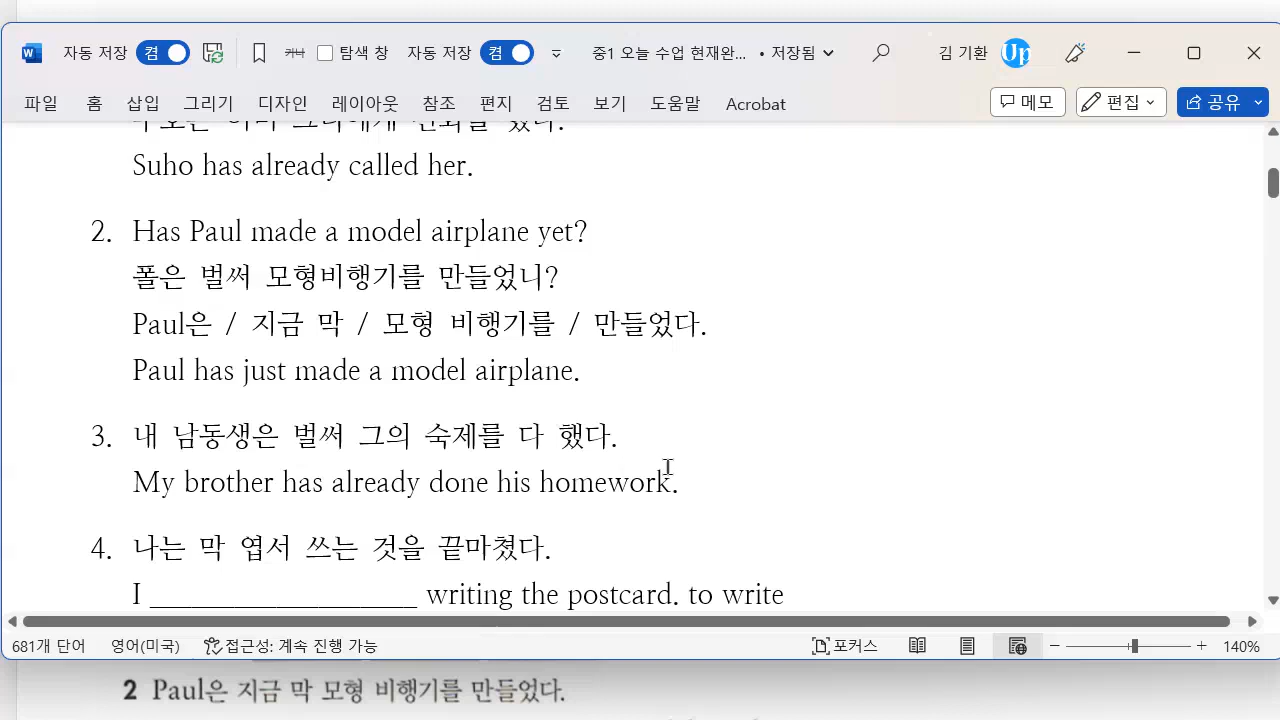 자동 저장 켬 가나 탐색 창 자동 저장 켬 중1 오늘 수업 현재완... • 저장됨 김 기환 Up
파일 홈 삽입 그리기 디자인 레이아웃 참조 편지 검토 보기 도움말 Acrobat 메모 편집 공유
Suho has already called her.
2. Has Paul made a model airplane yet?
폴은 벌써 모형비행기를 만들었니?
Paul은 / 지금 막 / 모형 비행기를 / 만들었다.
Paul has just made a model airplane.
3. 내 남동생은 벌써 그의 숙제를 다 했다.
My brother has already done his homework.
4. 나는 막 엽서 쓰는 것을 끝마쳤다.
I __________________ writing the postcard. to write
681개 단어 영어(미국) 접근성: 계속 진행 가능 포커스 140%
2 Paul은 지금 막 모형 비행기를 만들었다.